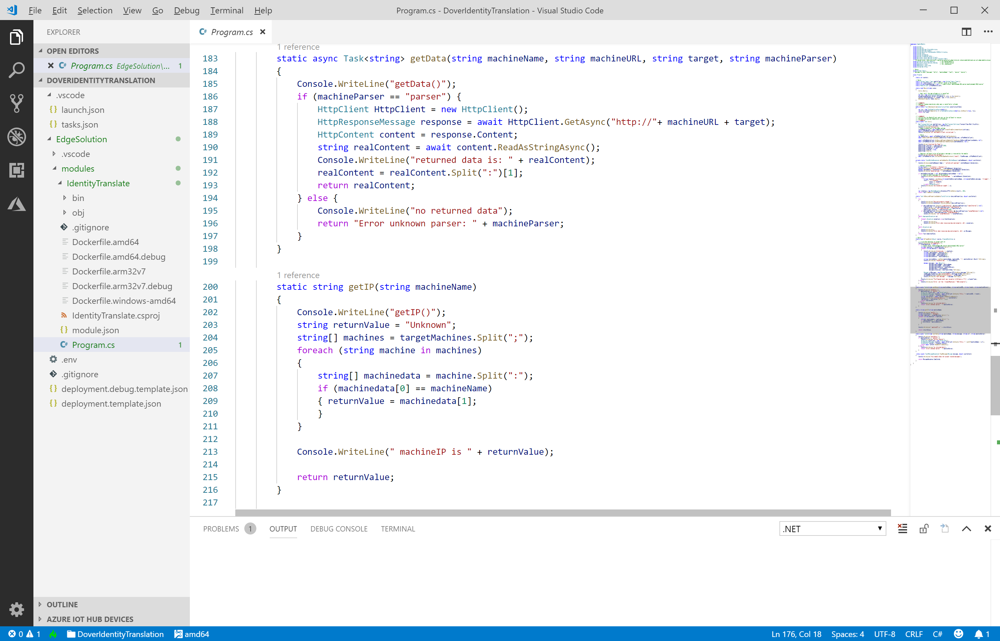 File Edit Selection View Go Debug Terminal Help
Program.cs - DoverIdentityTranslation - Visual Studio Code
EXPLORER
OPEN EDITORS
C# Program.cs EdgeSolution\... 1
DOVERIDENTITYTRANSLATION
.vscode
{} launch.json
{} tasks.json
EdgeSolution
.vscode
modules
IdentityTranslate
bin
obj
.gitignore
Dockerfile.amd64
Dockerfile.amd64.debug
Dockerfile.arm32v7
Dockerfile.arm32v7.debug
Dockerfile.windows-amd64
IdentityTranslate.csproj
{} module.json
C# Program.cs 1
.env
.gitignore
{} deployment.debug.template.json
{} deployment.template.json
OUTLINE
AZURE IOT HUB DEVICES
C# Program.cs
1 reference
183 static async Task<string> getData(string machineName, string machineURL, string target, string machineParser)
184 {
185 Console.WriteLine("getData()");
186 if (machineParser == "parser") {
187 HttpClient HttpClient = new HttpClient();
188 HttpResponseMessage response = await HttpClient.GetAsync("http://"+ machineURL + target);
189 HttpContent content = response.Content;
190 string realContent = await content.ReadAsStringAsync();
191 Console.WriteLine("returned data is: " + realContent);
192 realContent = realContent.Split(":")[1];
193 return realContent;
194 } else {
195 Console.WriteLine("no returned data");
196 return "Error unknown parser: " + machineParser;
197 }
198 }
199
1 reference
200 static string getIP(string machineName)
201 {
202 Console.WriteLine("getIP()");
203 string returnValue = "Unknown";
204 string[] machines = targetMachines.Split(";");
205 foreach (string machine in machines)
206 {
207 string[] machinedata = machine.Split(":");
208 if (machinedata[0] == machineName)
209 { returnValue = machinedata[1];
210 }
211 }
212
213 Console.WriteLine(" machineIP is " + returnValue);
214
215 return returnValue;
216 }
217
PROBLEMS 1 OUTPUT DEBUG CONSOLE TERMINAL
.NET
0 1 DoverIdentityTranslation amd64
Ln 176, Col 18 Spaces: 4 UTF-8 CRLF C# 1